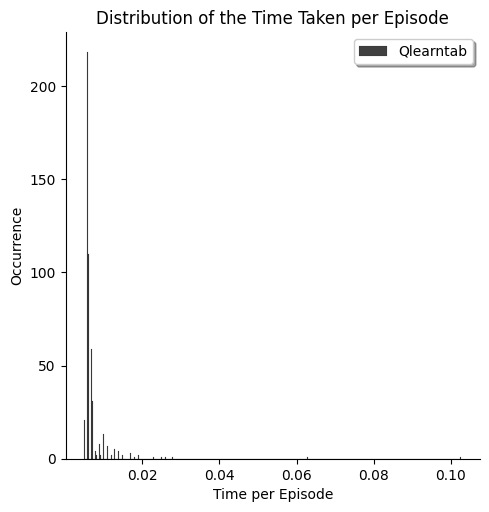 Distribution of the Time Taken per Episode
Qlearntab
Occurrence
200
150
100
50
0
0.02 0.04 0.06 0.08 0.10
Time per Episode